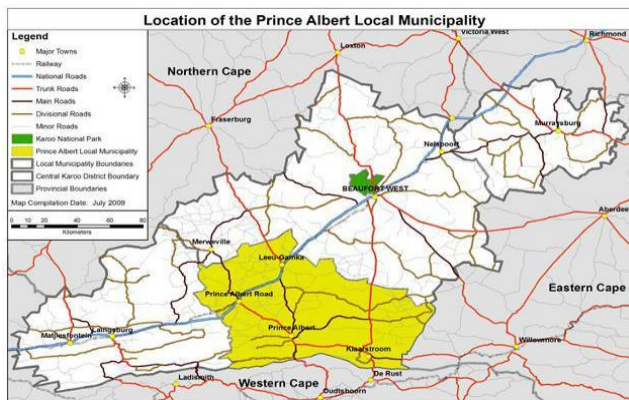 Location of the Prince Albert Local Municipality
Legend
Major Towns
Railway
National Roads
Trunk Roads
Main Roads
Divisional Roads
Minor Roads
Karoo National Park
Prince Albert Local Municipality
Local Municipality Boundaries
Central Karoo District Boundary
Provincial Boundaries
Map Compilation Date: July 2009
0 10 20 40 60 80
Kilometers
Victoria West
Richmond
Loxton
Northern Cape
Fraserburg
Murraysburg
Nelspoort
BEAUFORT WEST
Aberdee
Merweville
Leeu-Gamka
Eastern Cape
Prince Albert Road
Prince Albert
Matjiesfontein
Laingsburg
Klaarstroom
Willowmore
Ladismith
Western Cape
De Rust
Oudtshoorn